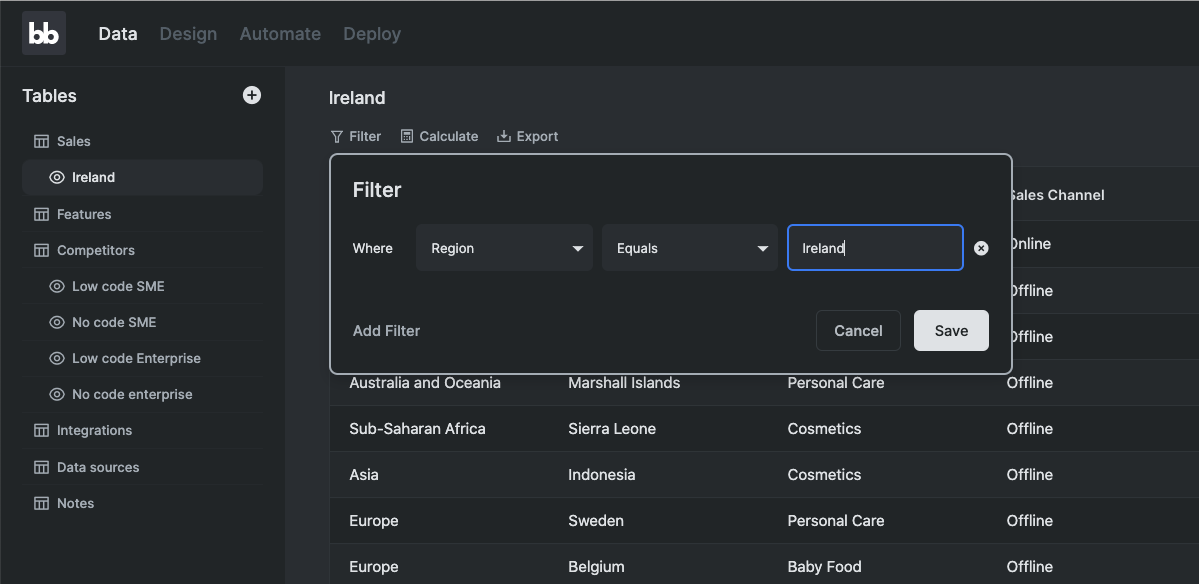 bb Data Design Automate Deploy
Tables
Sales
Ireland
Features
Competitors
Low code SME
No code SME
Low code Enterprise
No code enterprise
Integrations
Data sources
Notes
Ireland
Filter Calculate Export
Filter
Where Region Equals Ireland
Add Filter Cancel Save
Sales Channel
Online
Offline
Offline
Australia and Oceania Marshall Islands Personal Care Offline
Sub-Saharan Africa Sierra Leone Cosmetics Offline
Asia Indonesia Cosmetics Offline
Europe Sweden Personal Care Offline
Europe Belgium Baby Food Offline